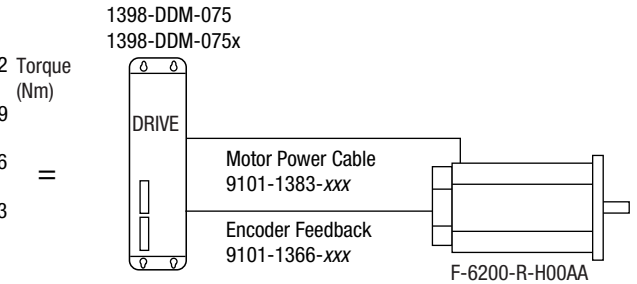 1398-DDM-075
1398-DDM-075x
2 Torque
(Nm)
9
6
=
3
DRIVE
Motor Power Cable
9101-1383-xxx
Encoder Feedback
9101-1366-xxx
F-6200-R-H00AA